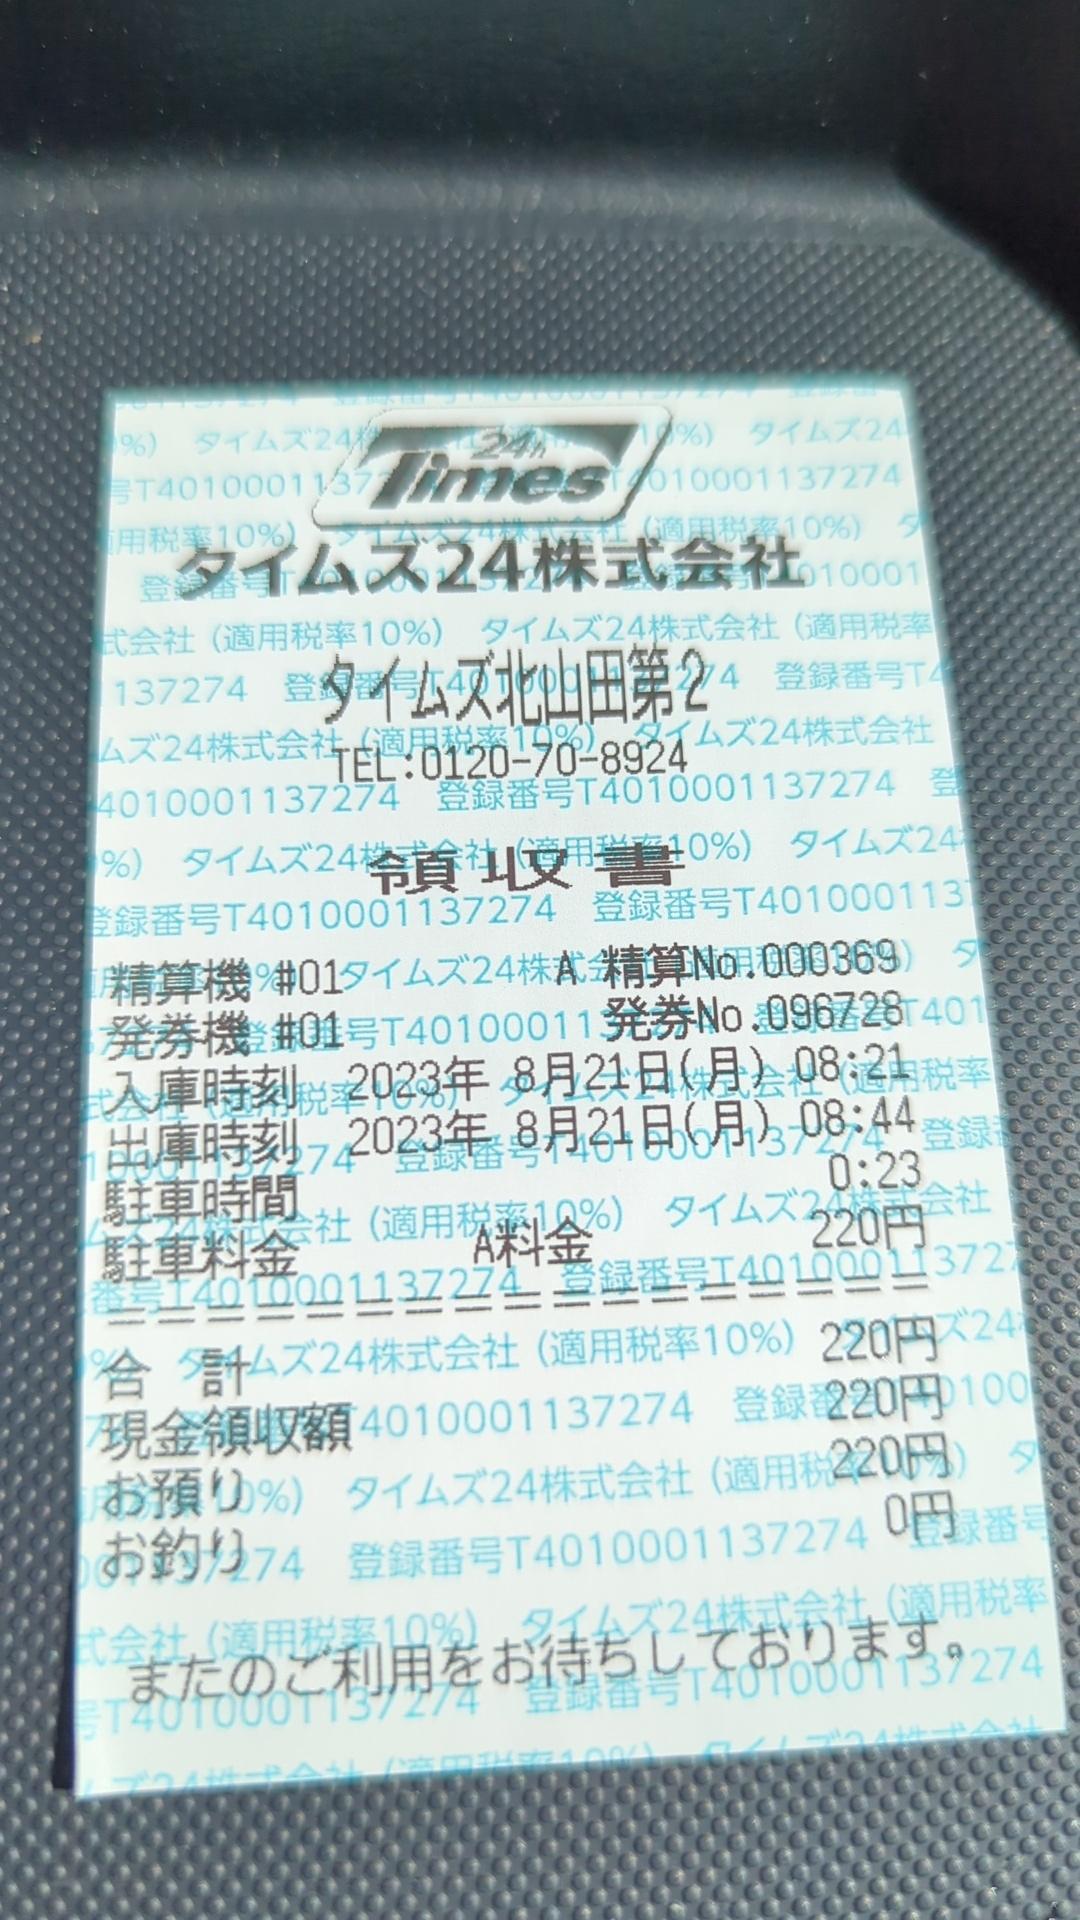 24h
Times
タイムズ24株式会社
タイムズ北山田第2
TEL:0120-70-8924
領収書
精算機 #01 A 精算No.000369
発券機 #01 発券No.096728
入庫時刻 2023年 8月21日(月) 08:21
出庫時刻 2023年 8月21日(月) 08:44
駐車時間 0:23
駐車料金 A料金 220円
合 計 220円
現金領収額 220円
お預り 220円
お釣り 0円
またのご利用をお待ちしております。
タイムズ24株式会社 (適用税率10%)
登録番号T4010001137274